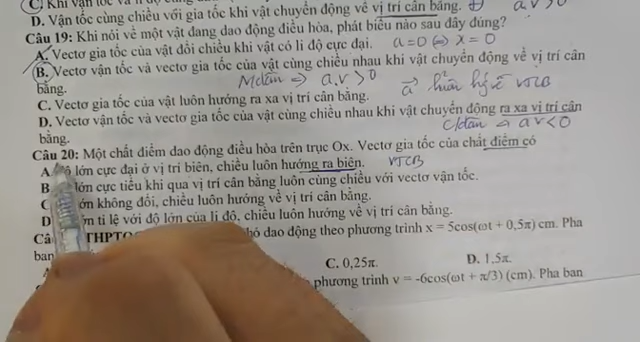 C. Khi vận tốc và li độ
D. Vận tốc cùng chiều với gia tốc khi vật chuyển động về vị trí cân bằng. a.v > 0
Câu 19: Khi nói về một vật đang dao động điều hòa, phát biểu nào sau đây đúng?
A. Vectơ gia tốc của vật đổi chiều khi vật có li độ cực đại. a=0 ⇔ x=0
B. Vectơ vận tốc và vectơ gia tốc của vật cùng chiều nhau khi vật chuyển động về vị trí cân
bằng. ⇒ a.v > 0
C. Vectơ gia tốc của vật luôn hướng ra xa vị trí cân bằng. a luôn VTCB
D. Vectơ vận tốc và vectơ gia tốc của vật cùng chiều nhau khi vật chuyển động ra xa vị trí cân
bằng. c/dần a.v<0
Câu 20: Một chất điểm dao động điều hòa trên trục Ox. Vectơ gia tốc của chất điểm có
A. độ lớn cực đại ở vị trí biên, chiều luôn hướng ra biên. VTCB
B. độ lớn cực tiểu khi qua vị trí cân bằng luôn cùng chiều với vectơ vận tốc.
C lớn không đổi, chiều luôn hướng về vị trí cân bằng.
D lớn tỉ lệ với độ lớn của li độ, chiều luôn hướng về vị trí cân bằng.
Câ THPT dao động theo phương trình x = 5cos(ωt + 0,5π) cm. Pha
ban
C. 0,25π. D. 1,5π.
phương trình v = -6cos(ωt + π/3) (cm). Pha ban